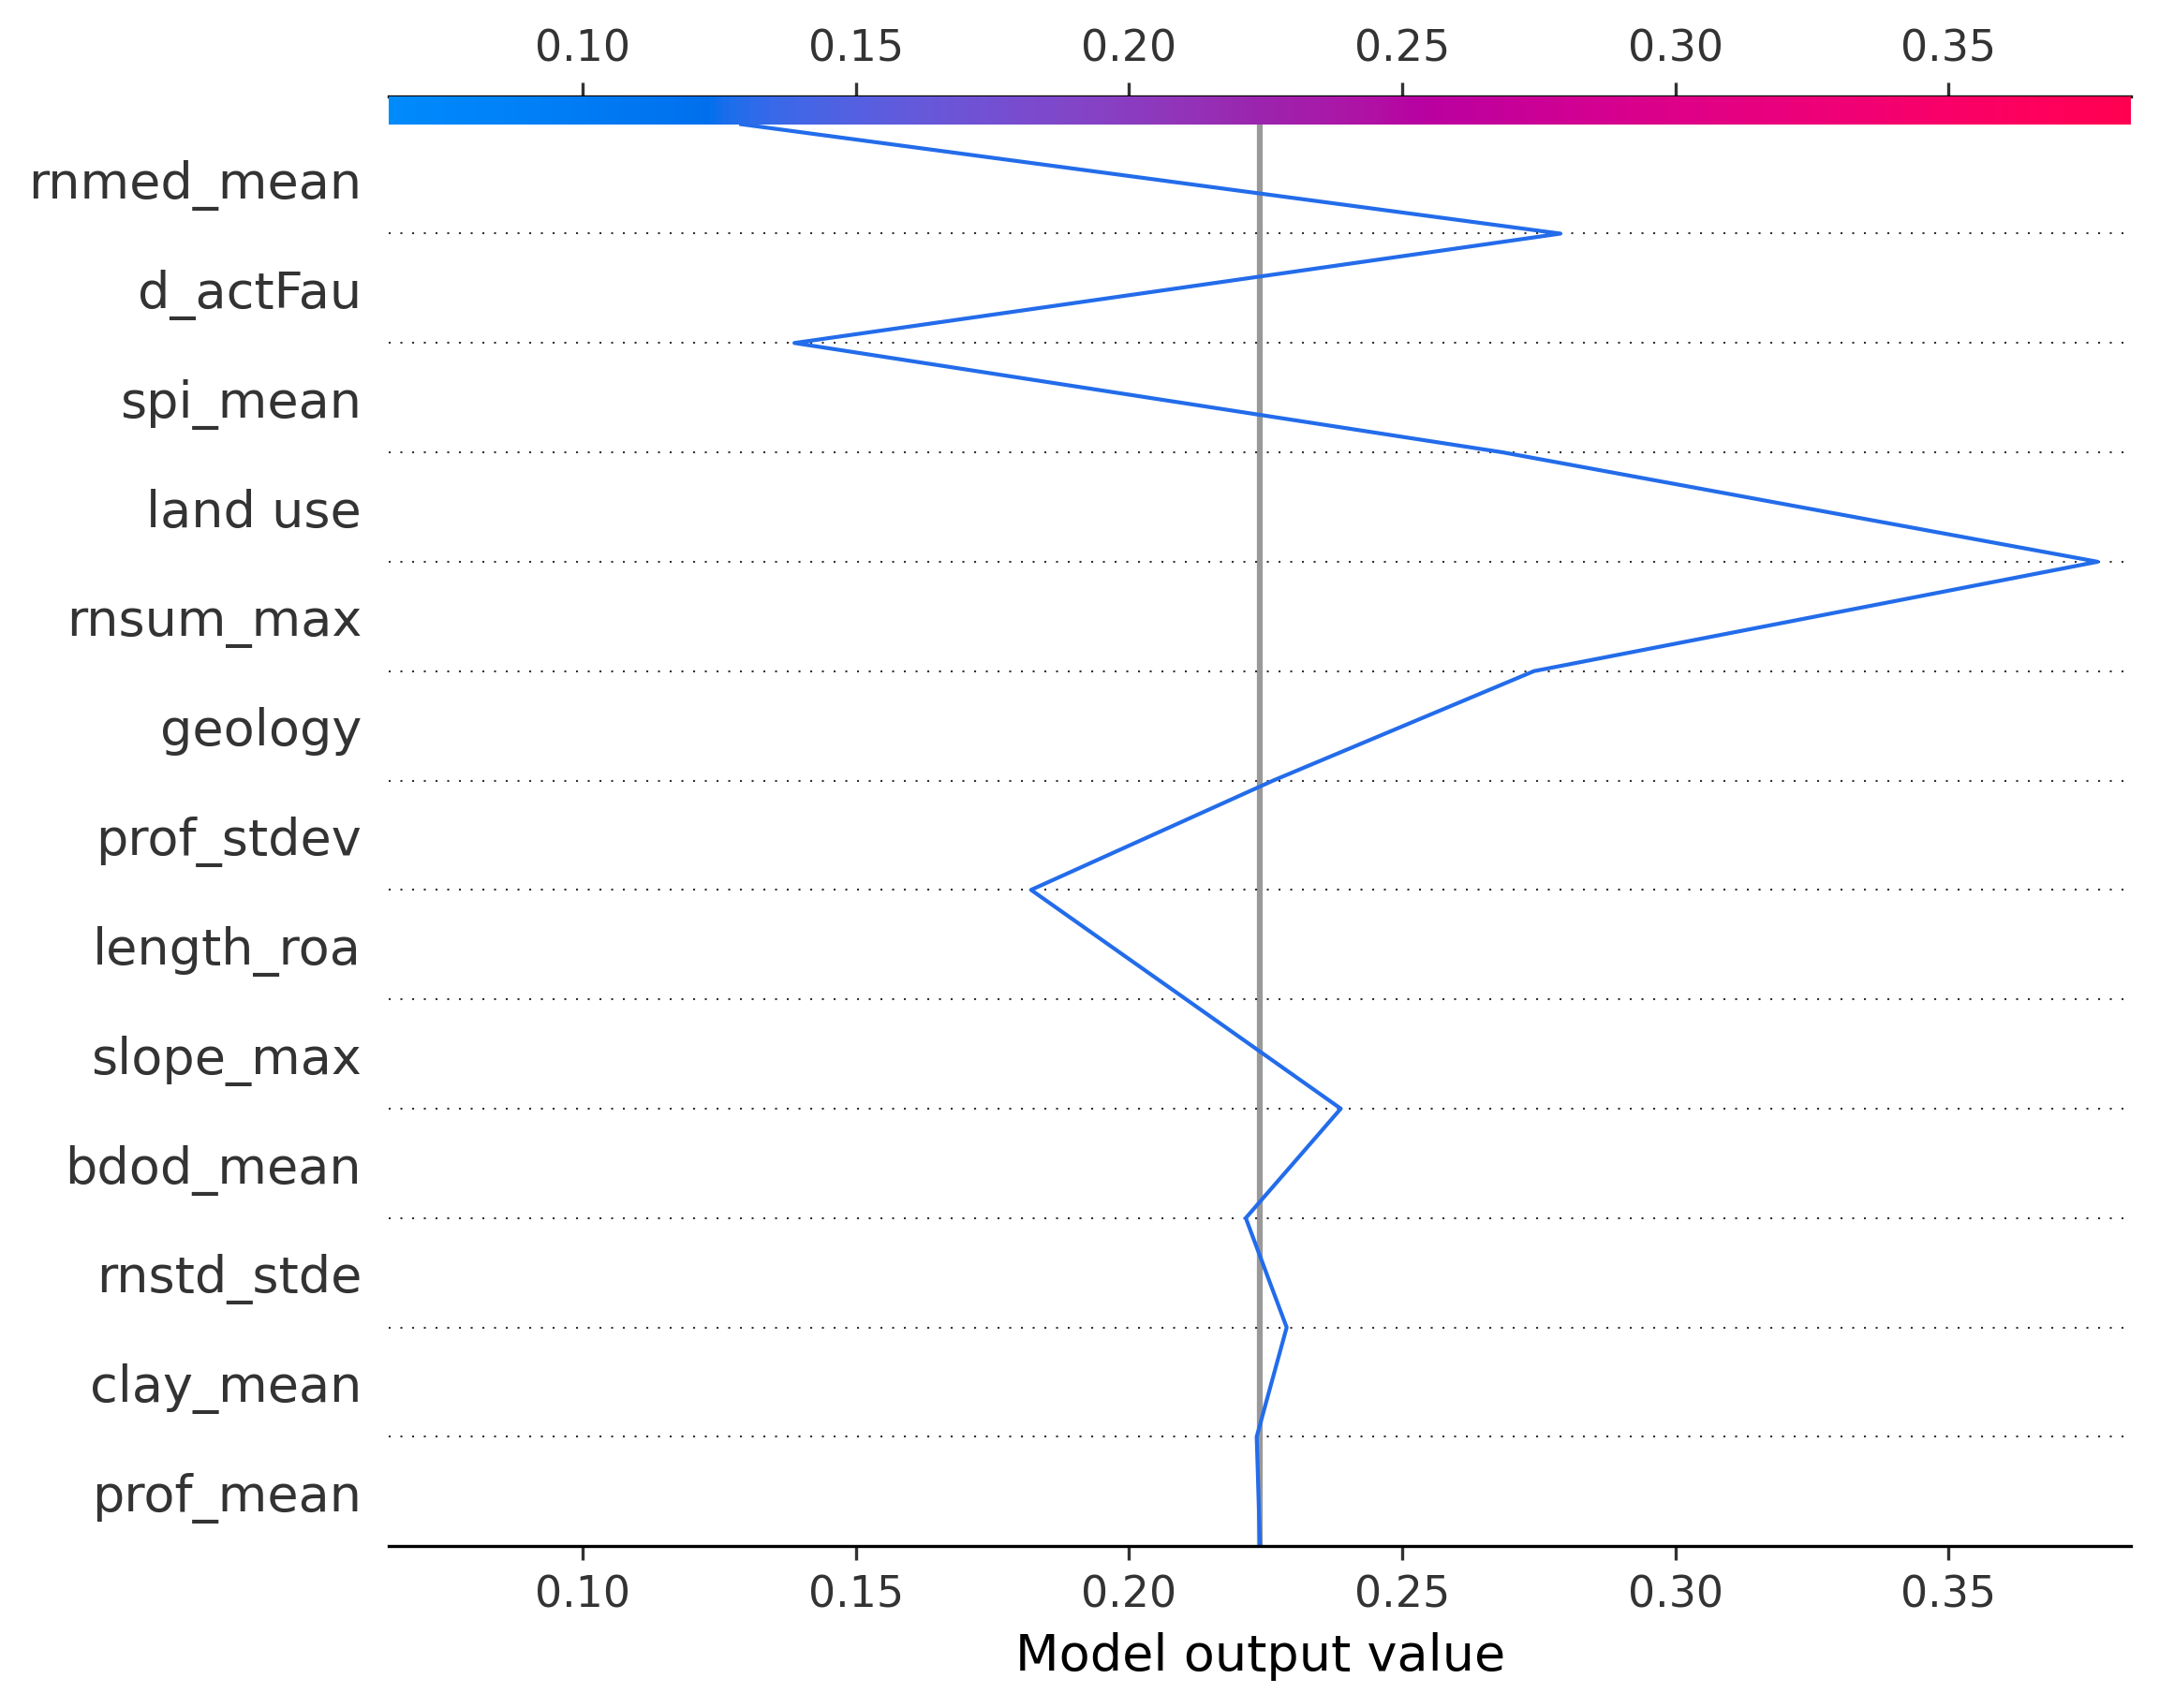 0.10 0.15 0.20 0.25 0.30 0.35
rnmed_mean
d_actFau
spi_mean
land use
rnsum_max
geology
prof_stdev
length_roa
slope_max
bdod_mean
rnstd_stde
clay_mean
prof_mean
0.10 0.15 0.20 0.25 0.30 0.35
Model output value